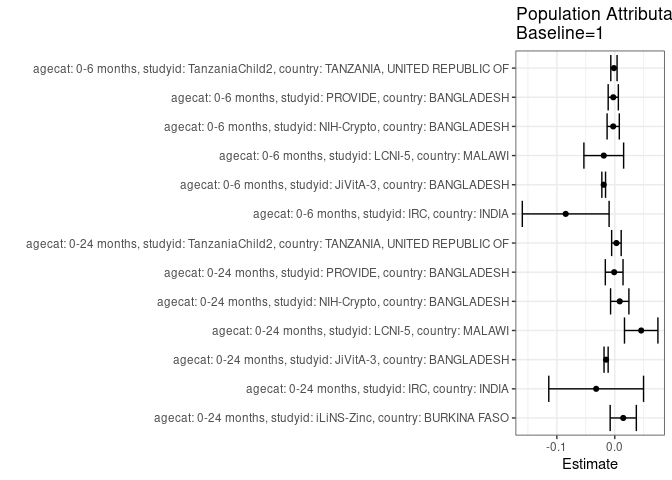 Population Attributa
Baseline=1
agecat: 0-6 months, studyid: TanzaniaChild2, country: TANZANIA, UNITED REPUBLIC OF
agecat: 0-6 months, studyid: PROVIDE, country: BANGLADESH
agecat: 0-6 months, studyid: NIH-Crypto, country: BANGLADESH
agecat: 0-6 months, studyid: LCNI-5, country: MALAWI
agecat: 0-6 months, studyid: JiVitA-3, country: BANGLADESH
agecat: 0-6 months, studyid: IRC, country: INDIA
agecat: 0-24 months, studyid: TanzaniaChild2, country: TANZANIA, UNITED REPUBLIC OF
agecat: 0-24 months, studyid: PROVIDE, country: BANGLADESH
agecat: 0-24 months, studyid: NIH-Crypto, country: BANGLADESH
agecat: 0-24 months, studyid: LCNI-5, country: MALAWI
agecat: 0-24 months, studyid: JiVitA-3, country: BANGLADESH
agecat: 0-24 months, studyid: IRC, country: INDIA
agecat: 0-24 months, studyid: iLiNS-Zinc, country: BURKINA FASO
-0.1 0.0
Estimate